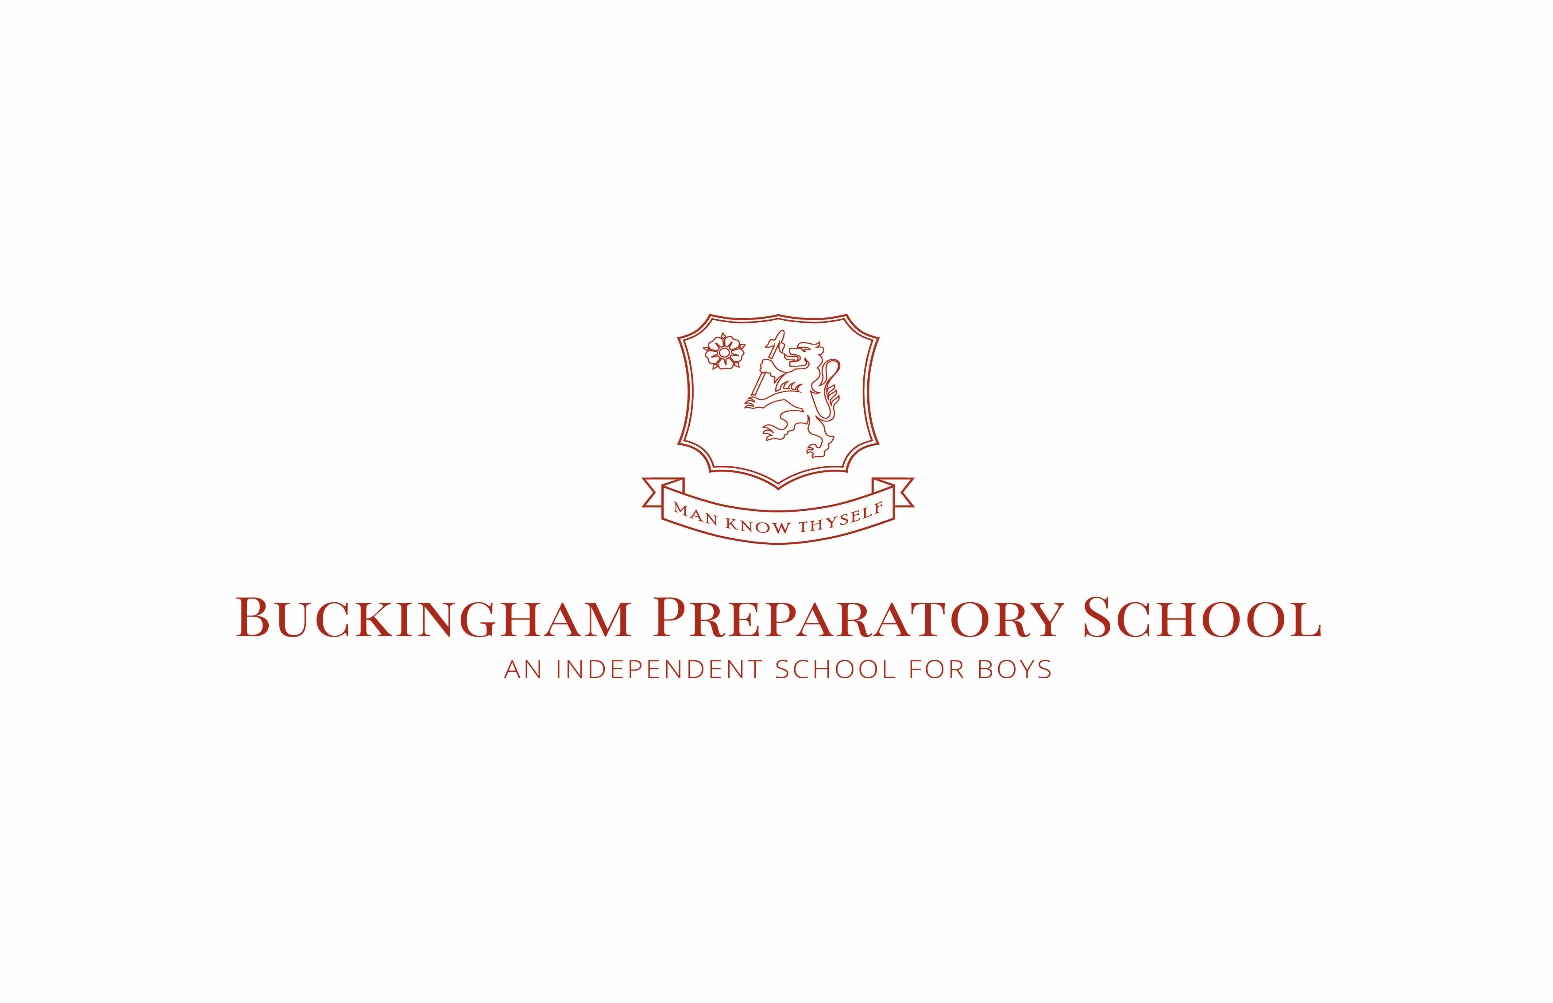 MAN KNOW THYSELF
BUCKINGHAM PREPARATORY SCHOOL
AN INDEPENDENT SCHOOL FOR BOYS